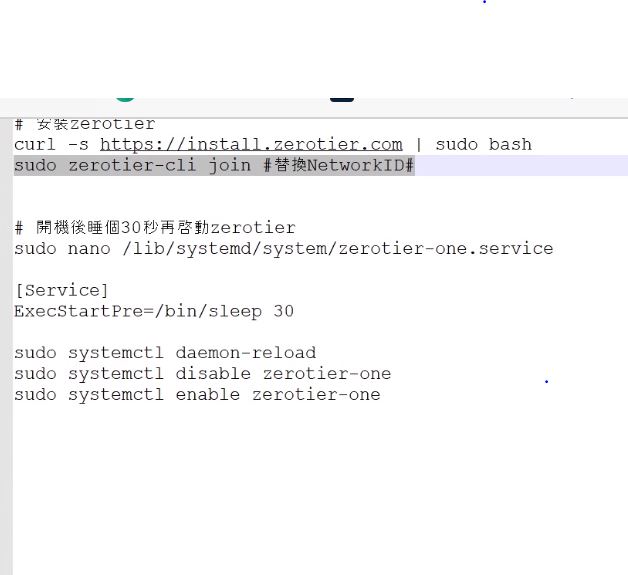 # 安裝zerotier
curl -s https://install.zerotier.com | sudo bash
sudo zerotier-cli join #替換NetworkID#
# 開機後睡個30秒再啓動zerotier
sudo nano /lib/systemd/system/zerotier-one.service
[Service]
ExecStartPre=/bin/sleep 30
sudo systemctl daemon-reload
sudo systemctl disable zerotier-one
sudo systemctl enable zerotier-one